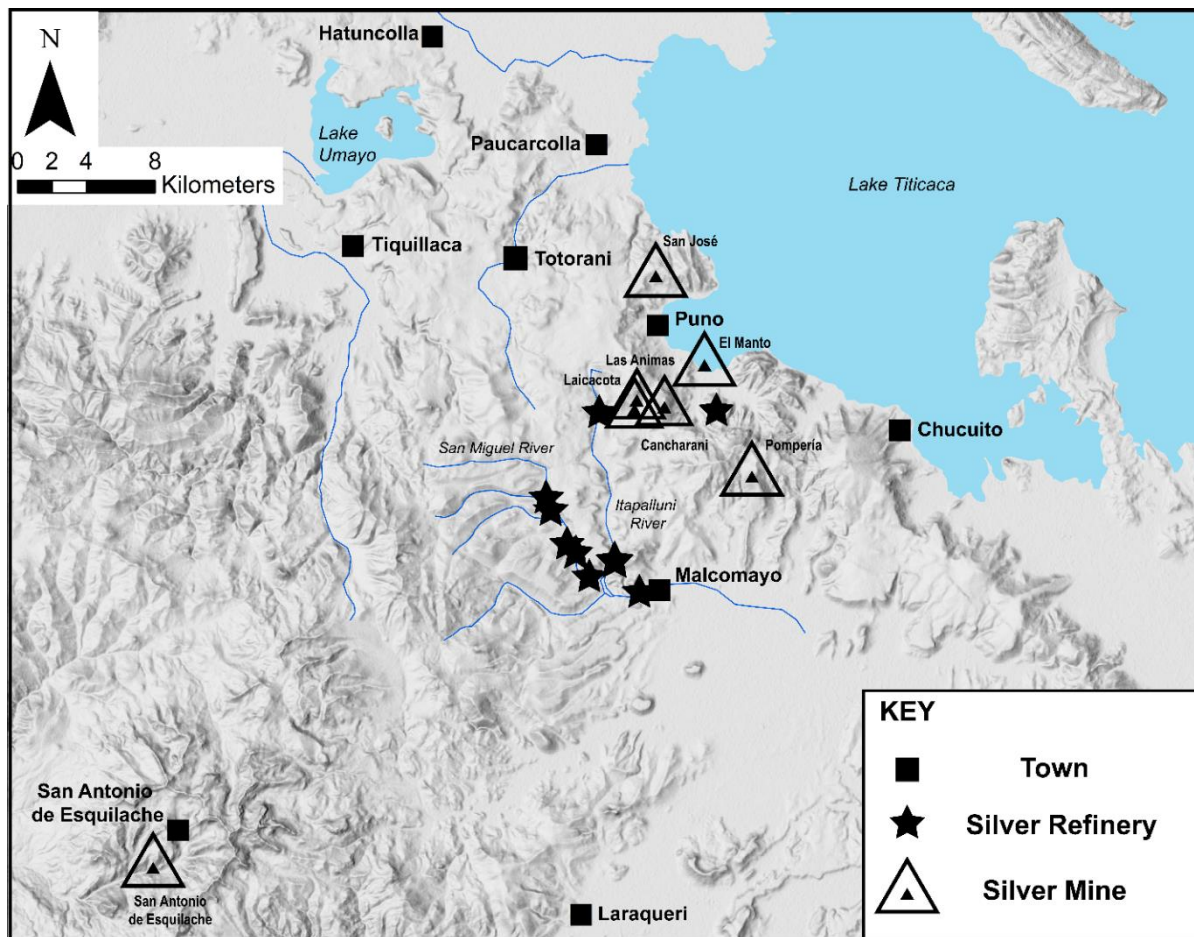 N
0 2 4 8
Kilometers
Hatuncolla
Lake
Umayo
Paucarcolla
Lake Titicaca
Tiquillaca
Totorani
San José
Puno
El Manto
Las Animas
Laicacota
Cancharani
Chucuito
San Miguel River
Pompería
Itapalluni
River
Malcomayo
San Antonio
de Esquilache
San Antonio
de Esquilache
Laraqueri
KEY
Town
Silver Refinery
Silver Mine